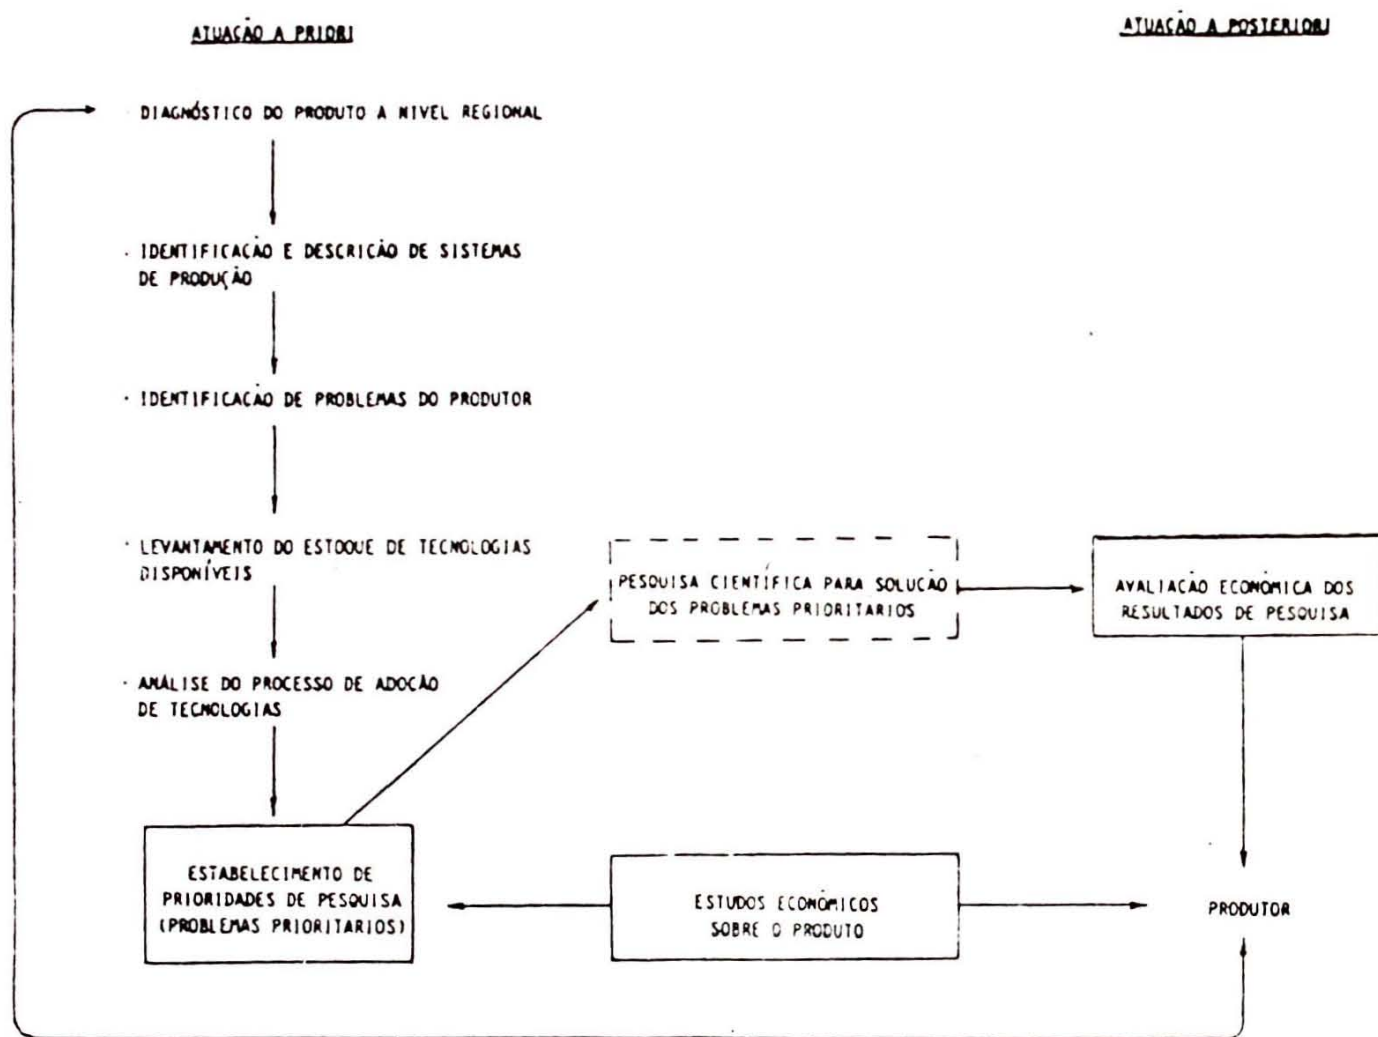 ATUAÇÃO A PRIORI
ATUAÇÃO A POSTERIORI
DIAGNÓSTICO DO PRODUTO A NIVEL REGIONAL
· IDENTIFICAÇÃO E DESCRIÇÃO DE SISTEMAS
DE PRODUÇÃO
· IDENTIFICAÇÃO DE PROBLEMAS DO PRODUTOR
· LEVANTAMENTO DO ESTOQUE DE TECNOLOGIAS
DISPONÍVEIS
PESQUISA CIENTÍFICA PARA SOLUÇÃO
DOS PROBLEMAS PRIORITARIOS
AVALIAÇÃO ECONÔMICA DOS
RESULTADOS DE PESQUISA
· ANÁLISE DO PROCESSO DE ADOÇÃO
DE TECNOLOGIAS
ESTABELECIMENTO DE
PRIORIDADES DE PESQUISA
(PROBLEMAS PRIORITARIOS)
ESTUDOS ECONÔMICOS
SOBRE O PRODUTO
PRODUTOR